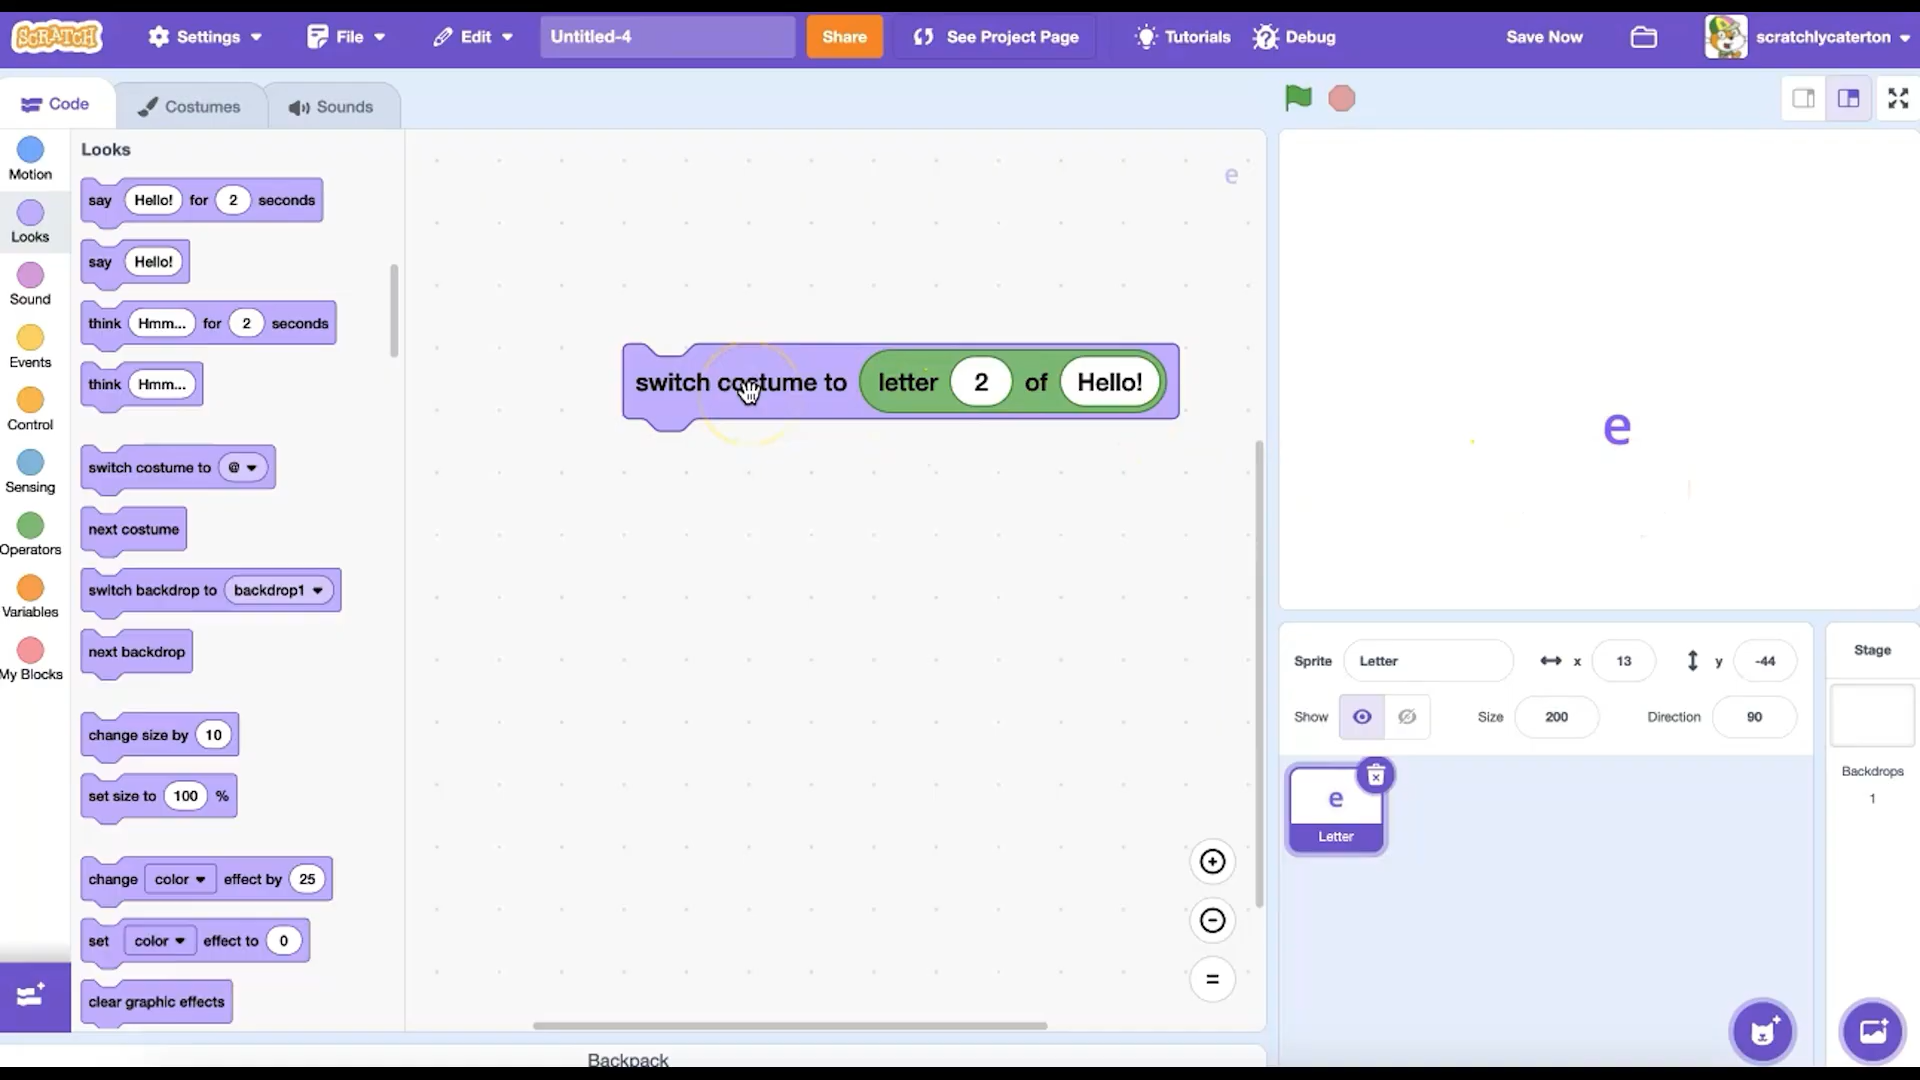 SCRATCH Settings File Edit Untitled-4 Share See Project Page Tutorials Debug Save Now scratchlycaterton
Code Costumes Sounds
Motion
Looks
Sound
Events
Control
Sensing
Operators
Variables
My Blocks
Looks
say Hello! for 2 seconds
say Hello!
think Hmm... for 2 seconds
think Hmm...
switch costume to @
next costume
switch backdrop to backdrop1
next backdrop
change size by 10
set size to 100 %
change color effect by 25
set color effect to 0
clear graphic effects
e
switch costume to letter 2 of Hello!
Backpack
e
Sprite Letter x 13 y -44
Show Size 200 Direction 90
e
Letter
Stage
Backdrops
1